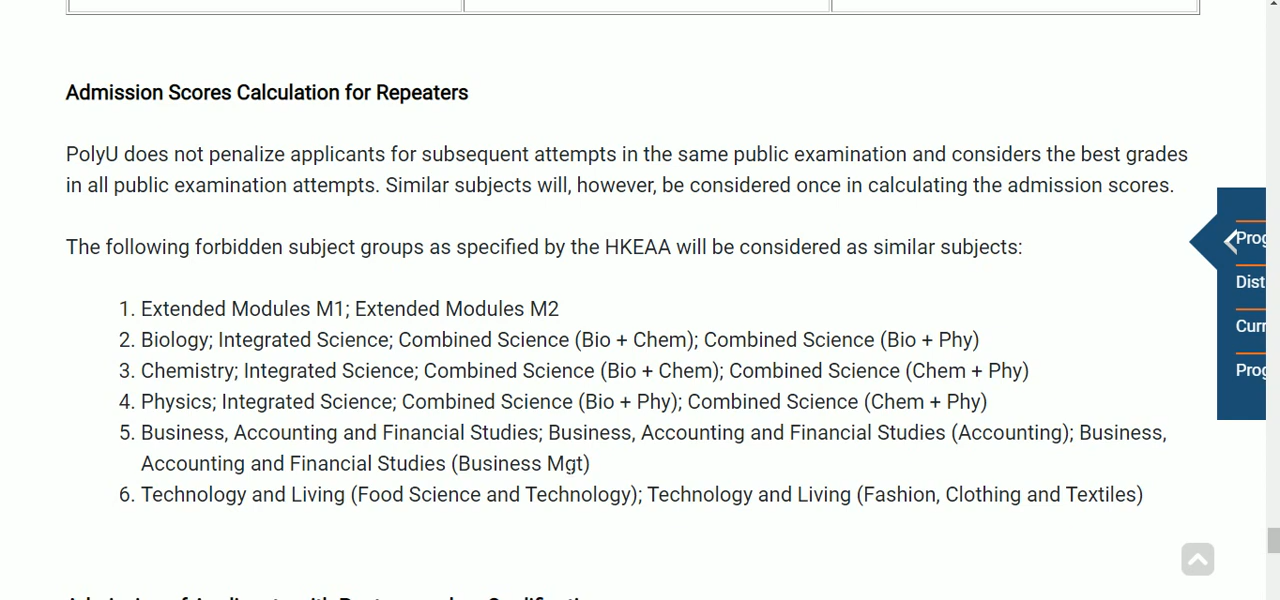 Admission Scores Calculation for Repeaters
PolyU does not penalize applicants for subsequent attempts in the same public examination and considers the best grades
in all public examination attempts. Similar subjects will, however, be considered once in calculating the admission scores.
The following forbidden subject groups as specified by the HKEAA will be considered as similar subjects:
1. Extended Modules M1; Extended Modules M2
2. Biology; Integrated Science; Combined Science (Bio + Chem); Combined Science (Bio + Phy)
3. Chemistry; Integrated Science; Combined Science (Bio + Chem); Combined Science (Chem + Phy)
4. Physics; Integrated Science; Combined Science (Bio + Phy); Combined Science (Chem + Phy)
5. Business, Accounting and Financial Studies; Business, Accounting and Financial Studies (Accounting); Business,
Accounting and Financial Studies (Business Mgt)
6. Technology and Living (Food Science and Technology); Technology and Living (Fashion, Clothing and Textiles)
Prog
Dist
Curr
Prog